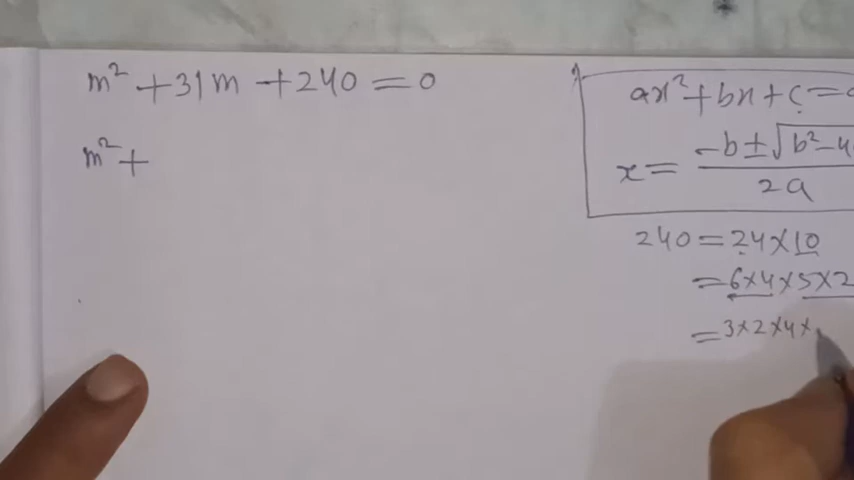 m² + 31m + 240 = 0
m² +
ax² + bx + c =
x = -b ± √b² - 4
2a
240 = 24 × 10
= 6 × 4 × 5 × 2
= 3 × 2 × 4 ×